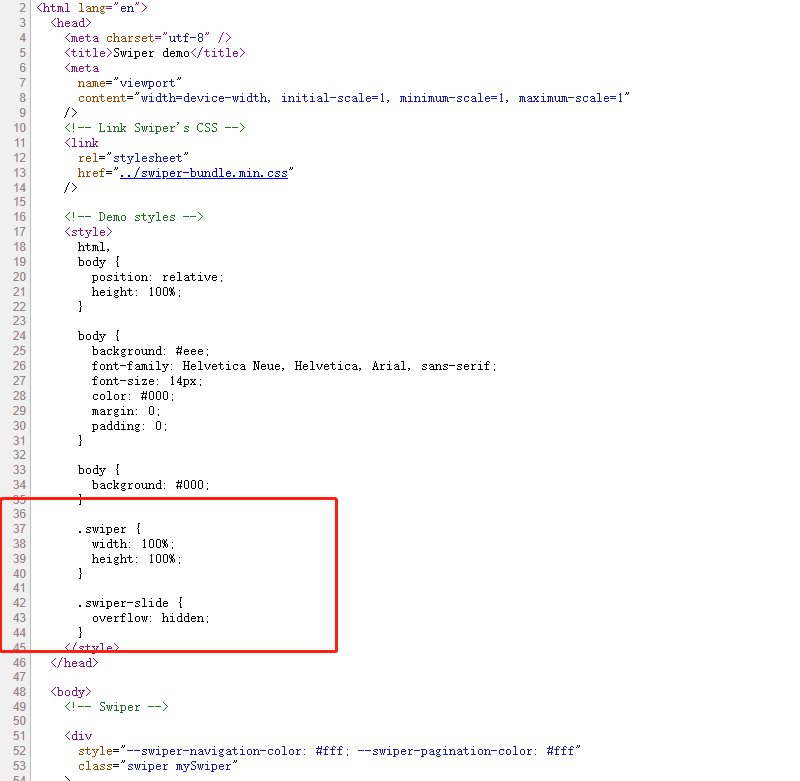 2 <html lang="en">
3 <head>
4 <meta charset="utf-8" />
5 <title>Swiper demo</title>
6 <meta
7 name="viewport"
8 content="width=device-width, initial-scale=1, minimum-scale=1, maximum-scale=1"
9 />
10 <!-- Link Swiper's CSS -->
11 <link
12 rel="stylesheet"
13 href="../swiper-bundle.min.css"
14 />
15
16 <!-- Demo styles -->
17 <style>
18 html,
19 body {
20 position: relative;
21 height: 100%;
22 }
23
24 body {
25 background: #eee;
26 font-family: Helvetica Neue, Helvetica, Arial, sans-serif;
27 font-size: 14px;
28 color: #000;
29 margin: 0;
30 padding: 0;
31 }
32
33 body {
34 background: #000;
35 }
36
37 .swiper {
38 width: 100%;
39 height: 100%;
40 }
41
42 .swiper-slide {
43 overflow: hidden;
44 }
45 </style>
46 </head>
47
48 <body>
49 <!-- Swiper -->
50
51 <div
52 style="--swiper-navigation-color: #fff; --swiper-pagination-color: #fff"
53 class="swiper mySwiper"
54 >